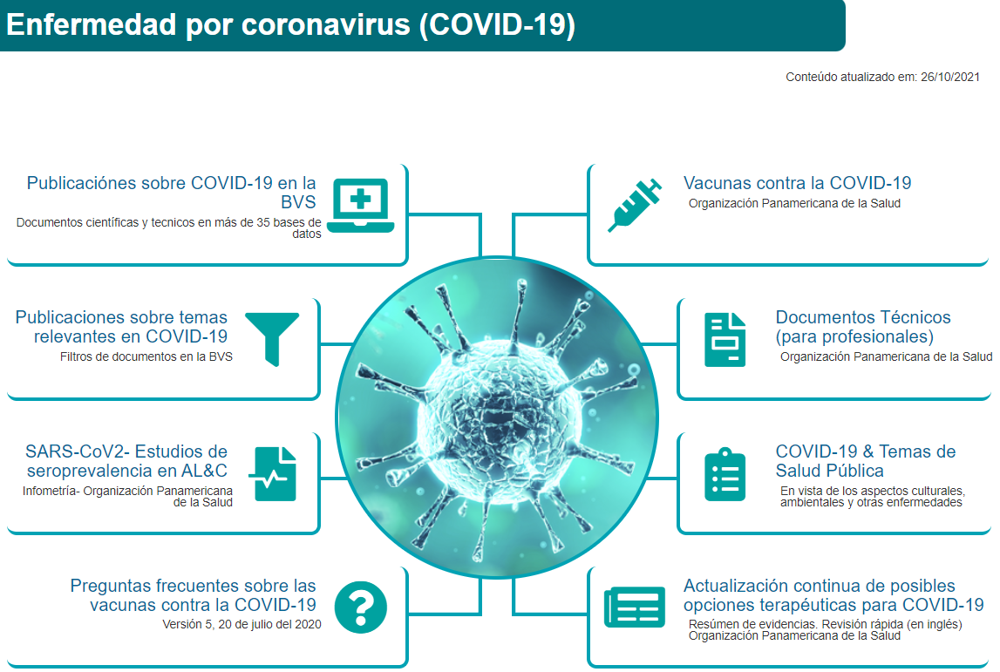 Enfermedad por coronavirus (COVID-19)
Conteúdo atualizado em: 26/10/2021
Publicaciónes sobre COVID-19 en la
BVS
Documentos científicas y tecnicos en más de 35 bases de
datos
Publicaciones sobre temas
relevantes en COVID-19
Filtros de documentos en la BVS
SARS-CoV2- Estudios de
seroprevalencia en AL&C
Infometría- Organización Panamericana
de la Salud
Preguntas frecuentes sobre las
vacunas contra la COVID-19
Versión 5, 20 de julio del 2020
Vacunas contra la COVID-19
Organización Panamericana de la Salud
Documentos Técnicos
(para profesionales)
Organización Panamericana de la Salud
COVID-19 & Temas de
Salud Pública
En vista de los aspectos culturales,
ambientales y otras enfermedades
Actualización continua de posibles
opciones terapéuticas para COVID-19
Resúmen de evidencias. Revisión rápida (en inglés)
Organización Panamericana de la Salud